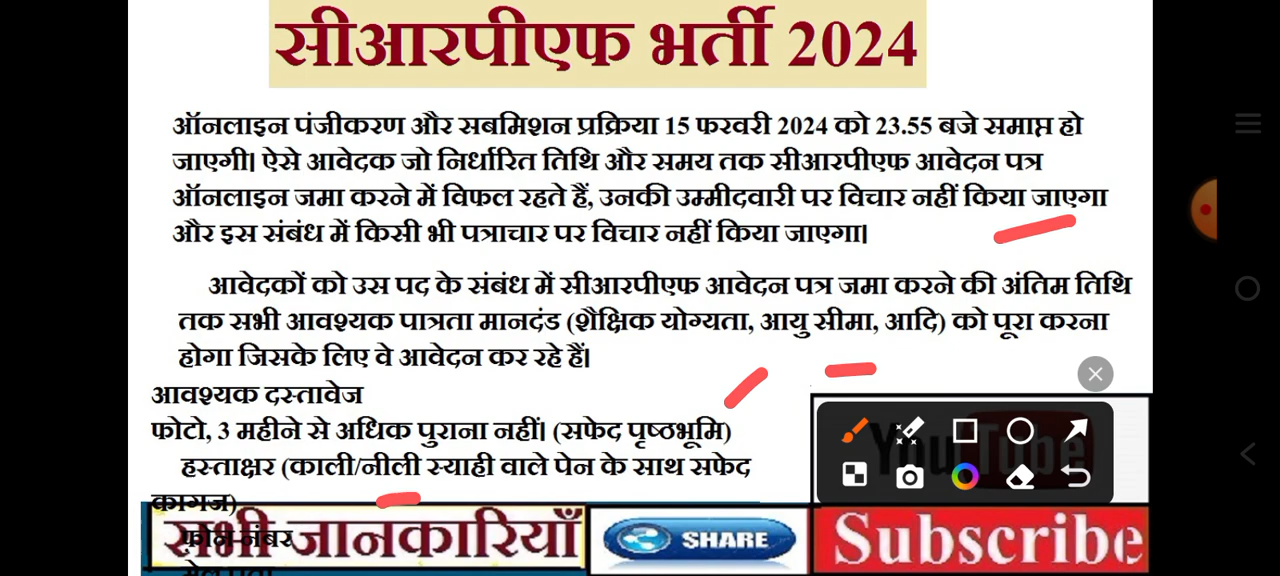 सीआरपीएफ भर्ती 2024
ऑनलाइन पंजीकरण और सबमिशन प्रक्रिया 15 फरवरी 2024 को 23.55 बजे समाप्त हो
जाएगी। ऐसे आवेदक जो निर्धारित तिथि और समय तक सीआरपीएफ आवेदन पत्र
ऑनलाइन जमा करने में विफल रहते हैं, उनकी उम्मीदवारी पर विचार नहीं किया जाएगा
और इस संबंध में किसी भी पत्राचार पर विचार नहीं किया जाएगा।
आवेदकों को उस पद के संबंध में सीआरपीएफ आवेदन पत्र जमा करने की अंतिम तिथि
तक सभी आवश्यक पात्रता मानदंड (शैक्षिक योग्यता, आयु सीमा, आदि) को पूरा करना
होगा जिसके लिए वे आवेदन कर रहे हैं।
आवश्यक दस्तावेज
फोटो, 3 महीने से अधिक पुराना नहीं। (सफेद पृष्ठभूमि)
हस्ताक्षर (काली/नीली स्याही वाले पेन के साथ सफेद
कागज)
फ़ोन नंबर
सभी जानकारियाँ
SHARE
YouTube
Subscribe